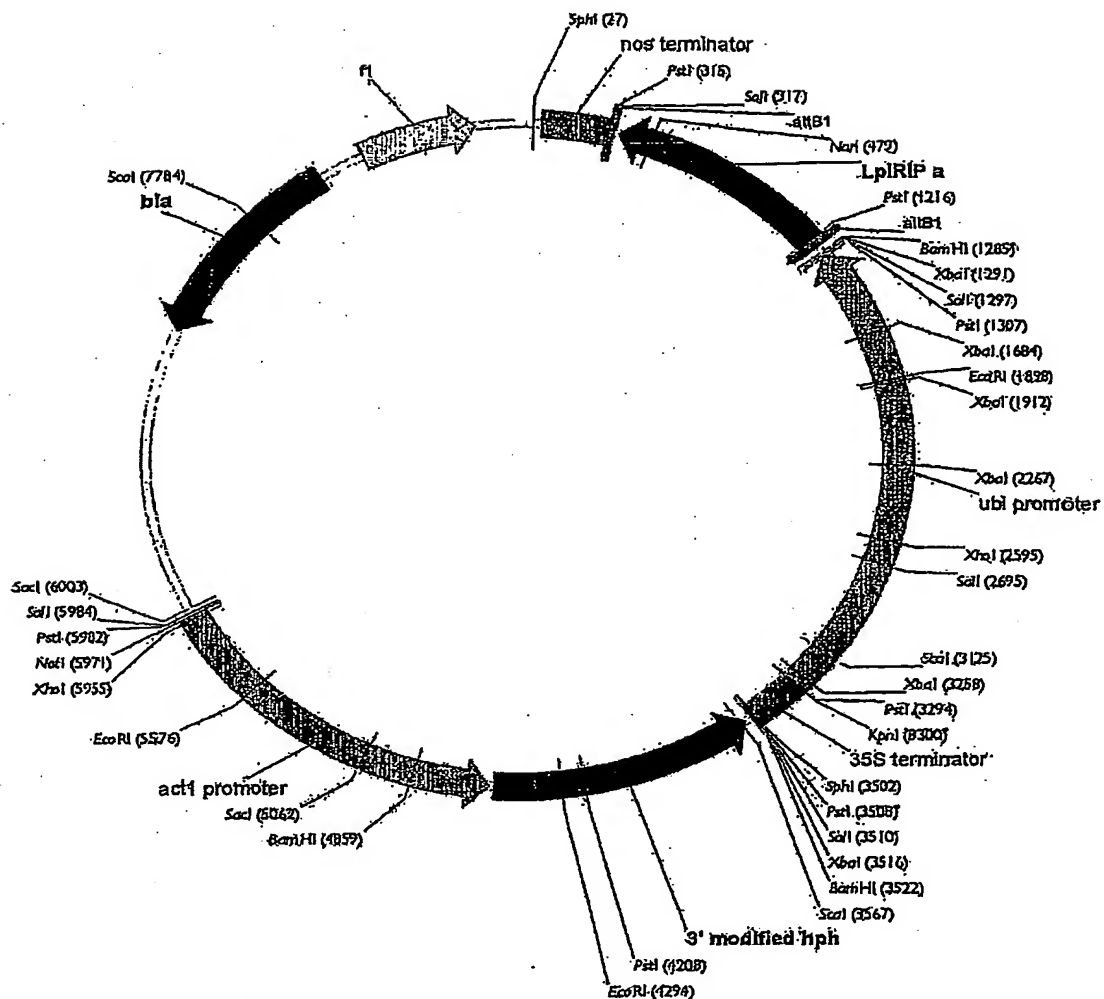 SphI (27)
nos terminator
PstI (316)
SalI (317)
attB1
NarI (472)
LpIRIP a
PstI (1216)
attB1
BamHI (1285)
XbaI (1291)
SalI (1297)
PstI (1307)
XbaI (1684)
EcoRI (1898)
XbaI (1912)
XbaI (2267)
ubi promoter
XhoI (2595)
SalI (2695)
ScaI (3125)
XbaI (3258)
PstI (3294)
KpnI (3300)
35S terminator
SphI (3502)
PstI (3508)
SalI (3510)
XbaI (3516)
BamHI (3522)
ScaI (3567)
3' modified hph
PstI (4208)
EcoRI (4294)
BamHI (4859)
SacI (5062)
act1 promoter
EcoRI (5576)
XhoI (5955)
NotI (5971)
PstI (5982)
SalI (5984)
SacI (6003)
bla
ScaI (7784)
f1